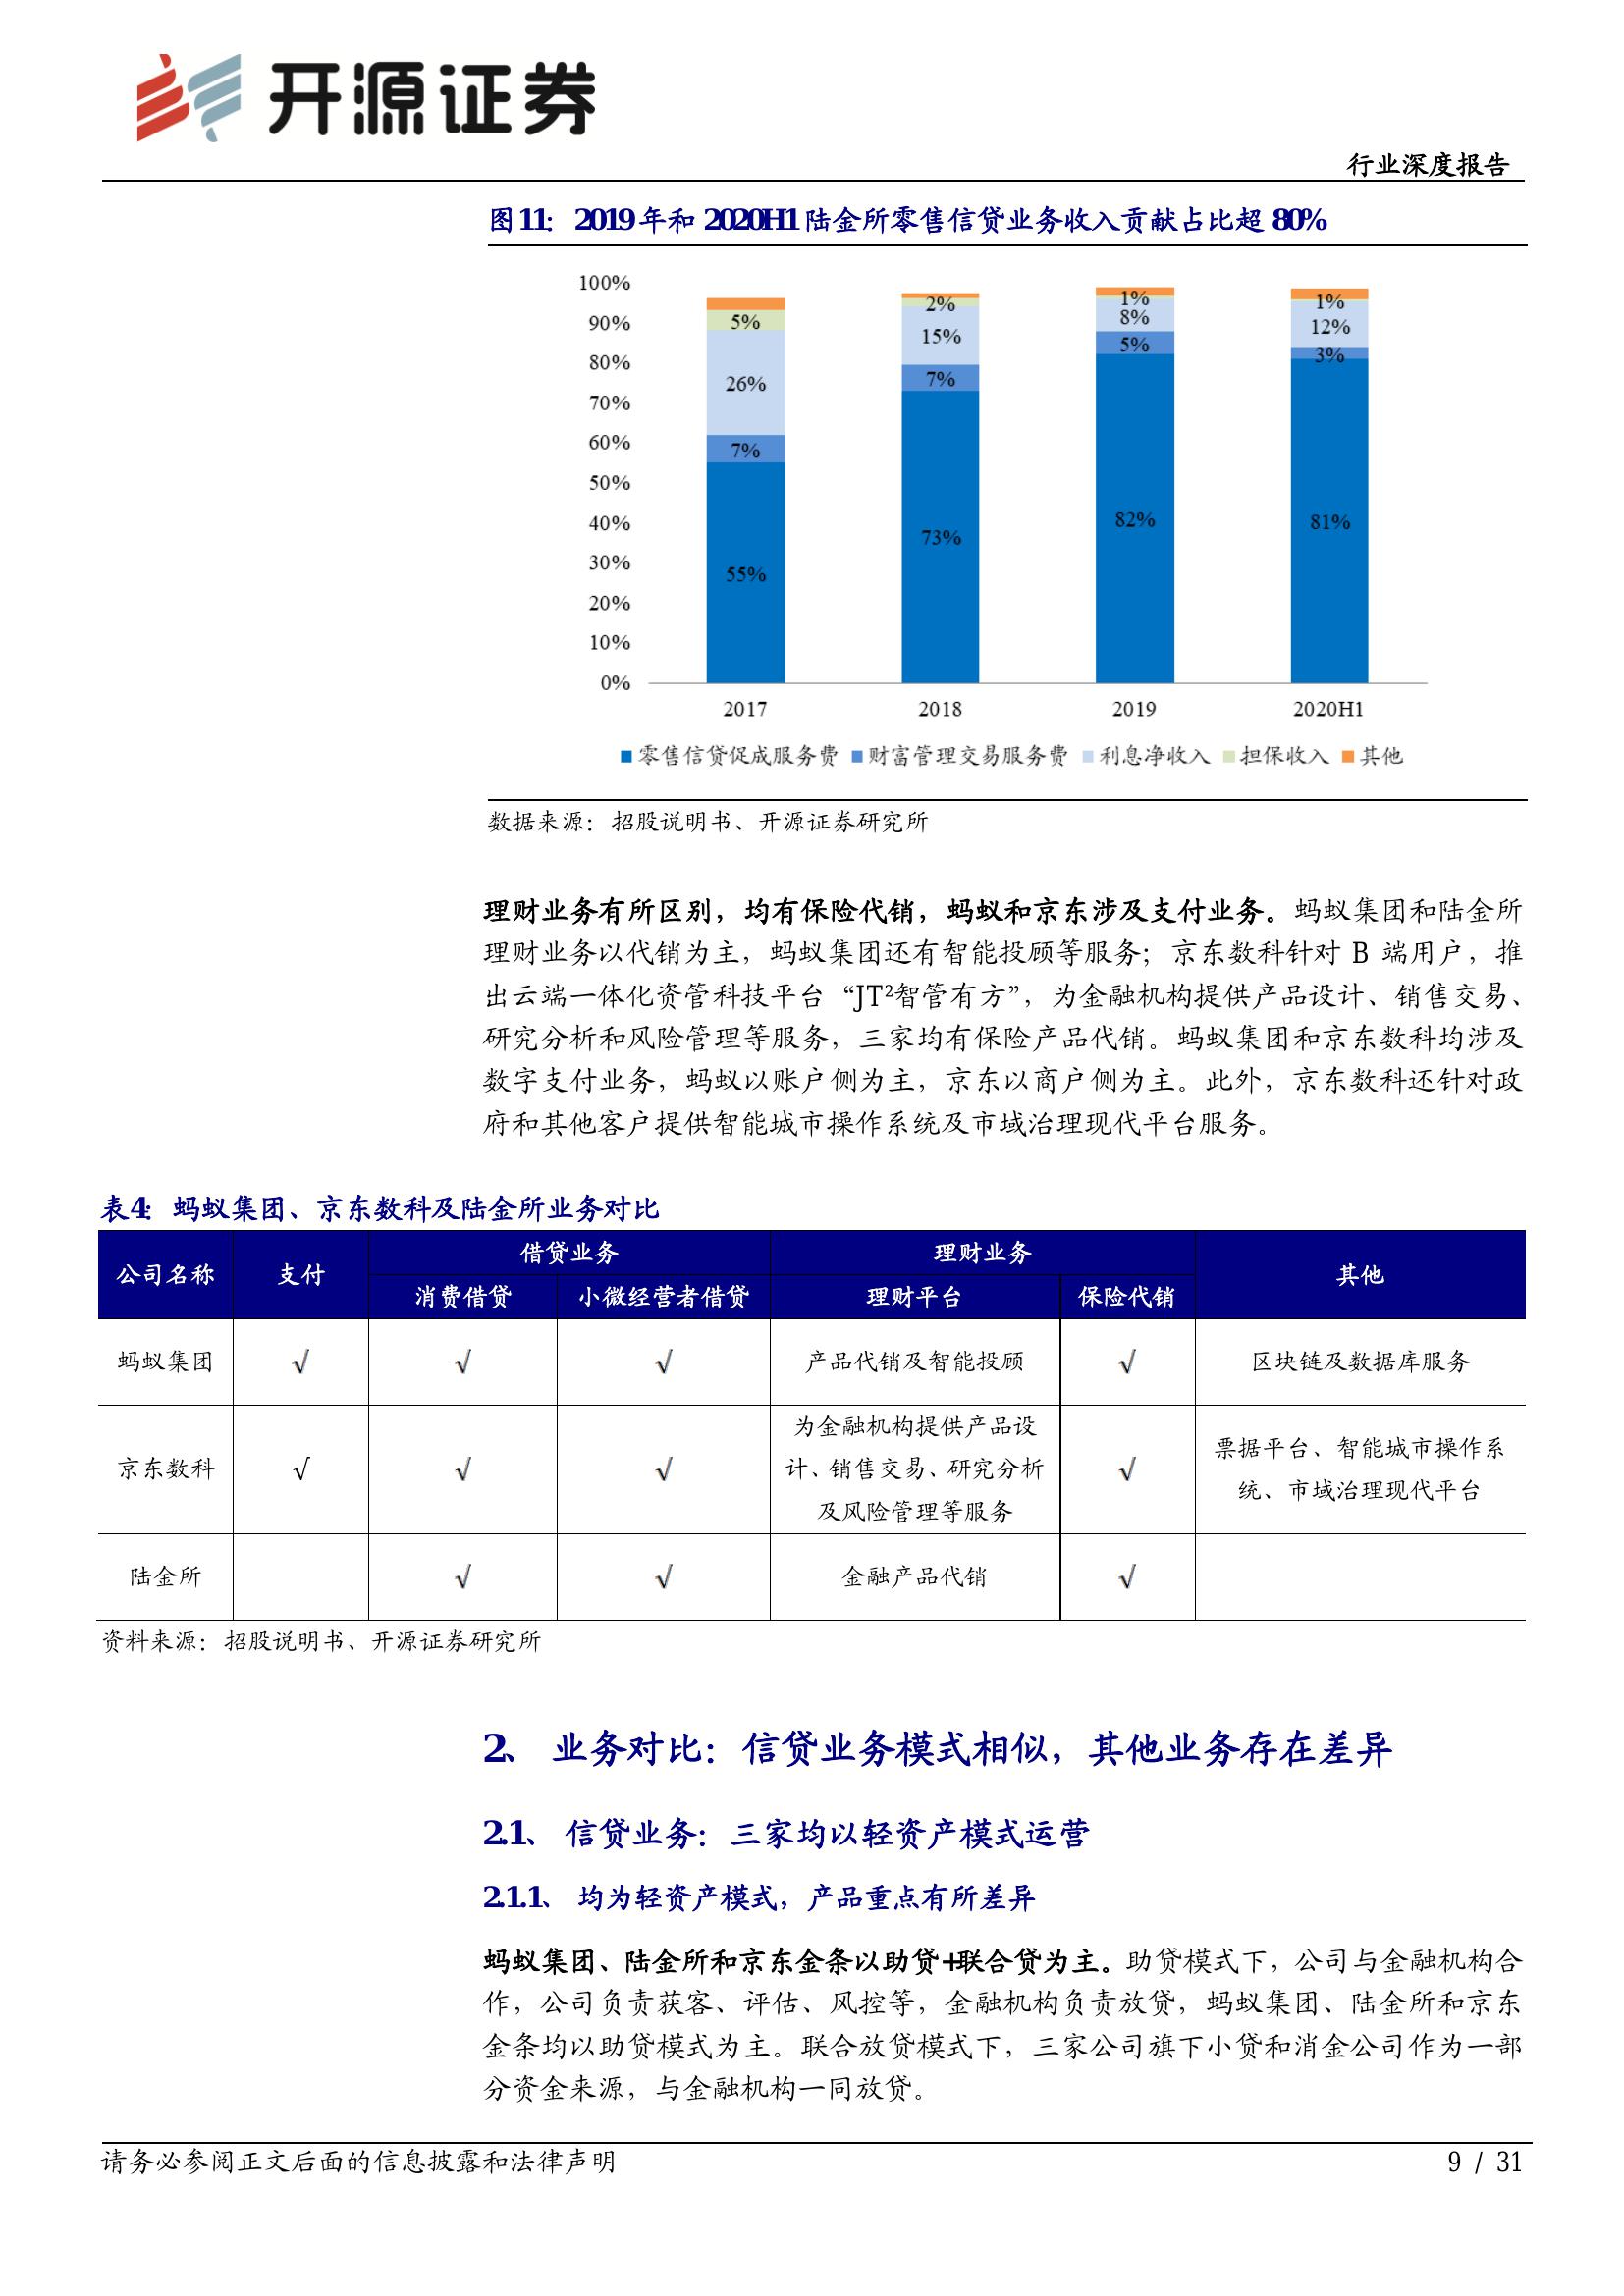 开源证券
行业深度报告
图11：2019年和2020H1陆金所零售信贷业务收入贡献占比超80%
100%
90%
80%
70%
60%
50%
40%
30%
20%
10%
0%
5%
26%
7%
55%
2%
15%
7%
73%
1%
8%
5%
82%
1%
12%
3%
81%
2017 2018 2019 2020H1
零售信贷促成服务费 财富管理交易服务费 利息净收入 担保收入 其他
数据来源：招股说明书、开源证券研究所
理财业务有所区别，均有保险代销，蚂蚁和京东涉及支付业务。蚂蚁集团和陆金所
理财业务以代销为主，蚂蚁集团还有智能投顾等服务；京东数科针对 B 端用户，推
出云端一体化资管科技平台“JT²智管有方”，为金融机构提供产品设计、销售交易、
研究分析和风险管理等服务，三家均有保险产品代销。蚂蚁集团和京东数科均涉及
数字支付业务，蚂蚁以账户侧为主，京东以商户侧为主。此外，京东数科还针对政
府和其他客户提供智能城市操作系统及市域治理现代平台服务。
表4：蚂蚁集团、京东数科及陆金所业务对比
公司名称 支付 借贷业务 理财业务 其他
消费借贷 小微经营者借贷 理财平台 保险代销
蚂蚁集团 √ √ √ 产品代销及智能投顾 √ 区块链及数据库服务
京东数科 √ √ √ 为金融机构提供产品设
计、销售交易、研究分析
及风险管理等服务 √ 票据平台、智能城市操作系
统、市域治理现代平台
陆金所 √ √ 金融产品代销 √
资料来源：招股说明书、开源证券研究所
2、 业务对比：信贷业务模式相似，其他业务存在差异
2.1、 信贷业务：三家均以轻资产模式运营
2.1.1、 均为轻资产模式，产品重点有所差异
蚂蚁集团、陆金所和京东金条以助贷+联合贷为主。助贷模式下，公司与金融机构合
作，公司负责获客、评估、风控等，金融机构负责放贷，蚂蚁集团、陆金所和京东
金条均以助贷模式为主。联合放贷模式下，三家公司旗下小贷和消金公司作为一部
分资金来源，与金融机构一同放贷。
请务必参阅正文后面的信息披露和法律声明 9 / 31